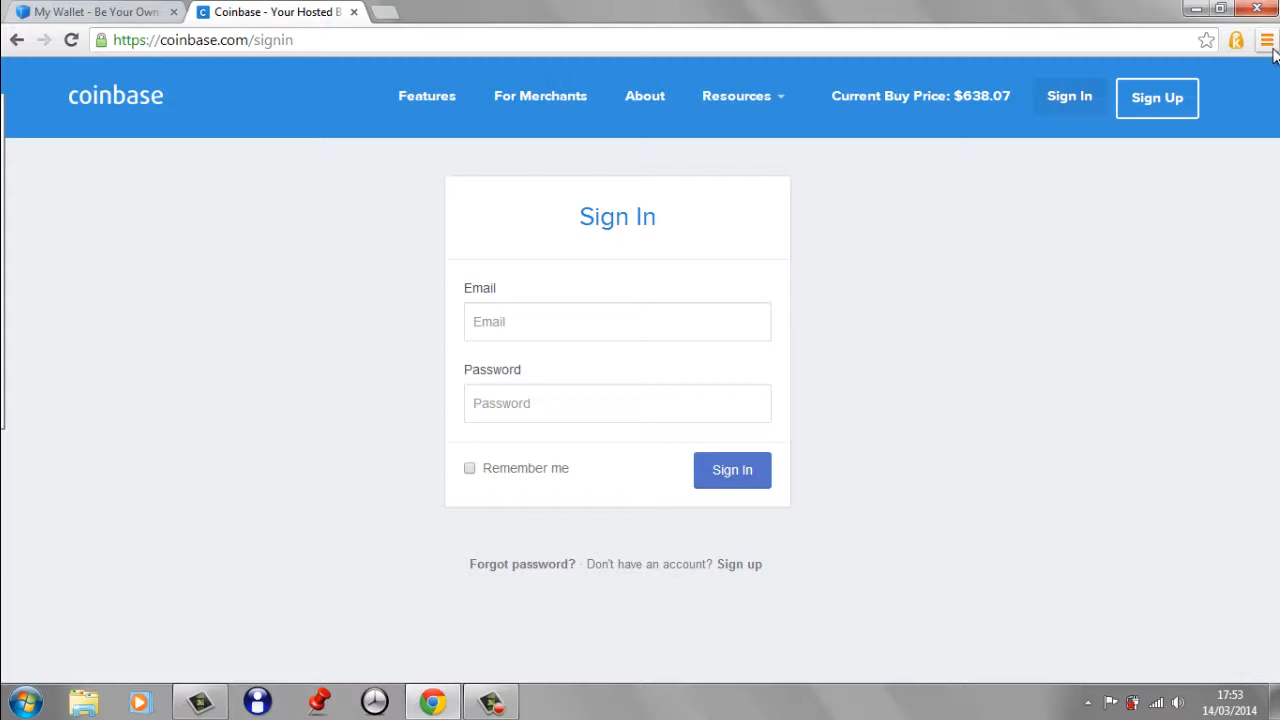 My Wallet - Be Your Own
Coinbase - Your Hosted B
https://coinbase.com/signin
coinbase
Features
For Merchants
About
Resources
Current Buy Price: $638.07
Sign In
Sign Up
Sign In
Email
Email
Password
Password
Remember me
Sign In
Forgot password? · Don't have an account? Sign up
17:53
14/03/2014